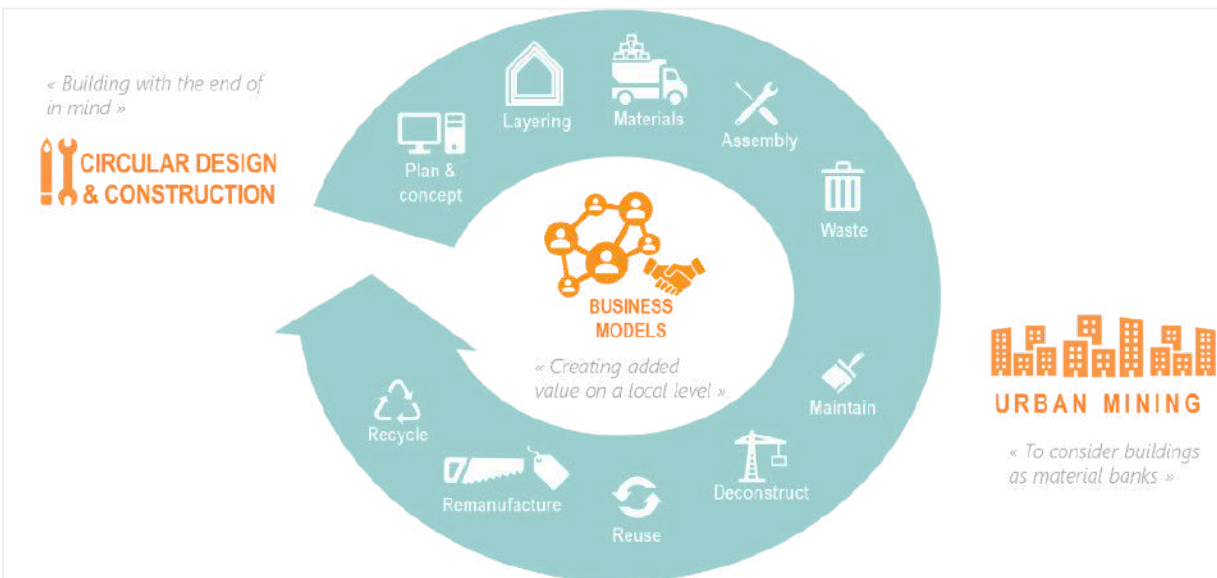 « Building with the end of
in mind »
CIRCULAR DESIGN
& CONSTRUCTION
Plan &
concept
Layering
Materials
Assembly
Waste
Maintain
Deconstruct
Reuse
Remanufacture
Recycle
BUSINESS
MODELS
« Creating added
value on a local level »
URBAN MINING
« To consider buildings
as material banks »